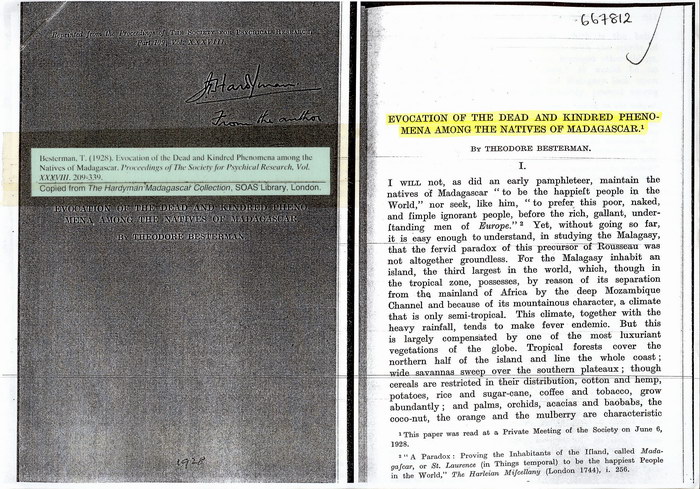 Reprinted from the Proceedings of the Society for Psychical Research,
Part 109, Vol. XXXVIII.
J. Hardyman
From the author
Besterman, T. (1928). Evocation of the Dead and Kindred Phenomena among the
Natives of Madagascar. Proceedings of The Society for Psychical Research, Vol.
XXXVIII. 209-339.
Copied from The Hardyman Madagascar Collection, SOAS Library, London.
EVOCATION OF THE DEAD AND KINDRED PHENO-
MENA AMONG THE NATIVES OF MADAGASCAR
BY THEODORE BESTERMAN
1928
667812
EVOCATION OF THE DEAD AND KINDRED PHENO-
MENA AMONG THE NATIVES OF MADAGASCAR.¹
BY THEODORE BESTERMAN.
I.
I WILL not, as did an early pamphleteer, maintain the
natives of Madagascar "to be the happieſt people in the
World," nor seek, like him, "to prefer this poor, naked,
and ſimple ignorant people, before the rich, gallant, under-
ſtanding men of Europe." ² Yet, without going so far,
it is easy enough to understand, in studying the Malagasy,
that the fervid paradox of this precursor of Rousseau was
not altogether groundless. For the Malagasy inhabit an
island, the third largest in the world, which, though in
the tropical zone, possesses, by reason of its separation
from the mainland of Africa by the deep Mozambique
Channel and because of its mountainous character, a climate
that is only semi-tropical. This climate, together with the
heavy rainfall, tends to make fever endemic. But this
is largely compensated by one of the most luxuriant
vegetations of the globe. Tropical forests cover the
northern half of the island and line the whole coast;
wide savannas sweep over the southern plateaux; though
cereals are restricted in their distribution, cotton and hemp,
potatoes, rice and sugar-cane, coffee and tobacco, grow
abundantly; and palms, orchids, acacias and baobabs, the
coco-nut, the orange and the mulberry are characteristic
¹ This paper was read at a Private Meeting of the Society on June 6,
1928.
² "A Paradox: Proving the Inhabitants of the Iſland, called Mada-
gaſcar, or St. Laurence (in Things temporal) to be the happiest People
in the World," The Harleian Miſcellany (London 1744), i. 256.